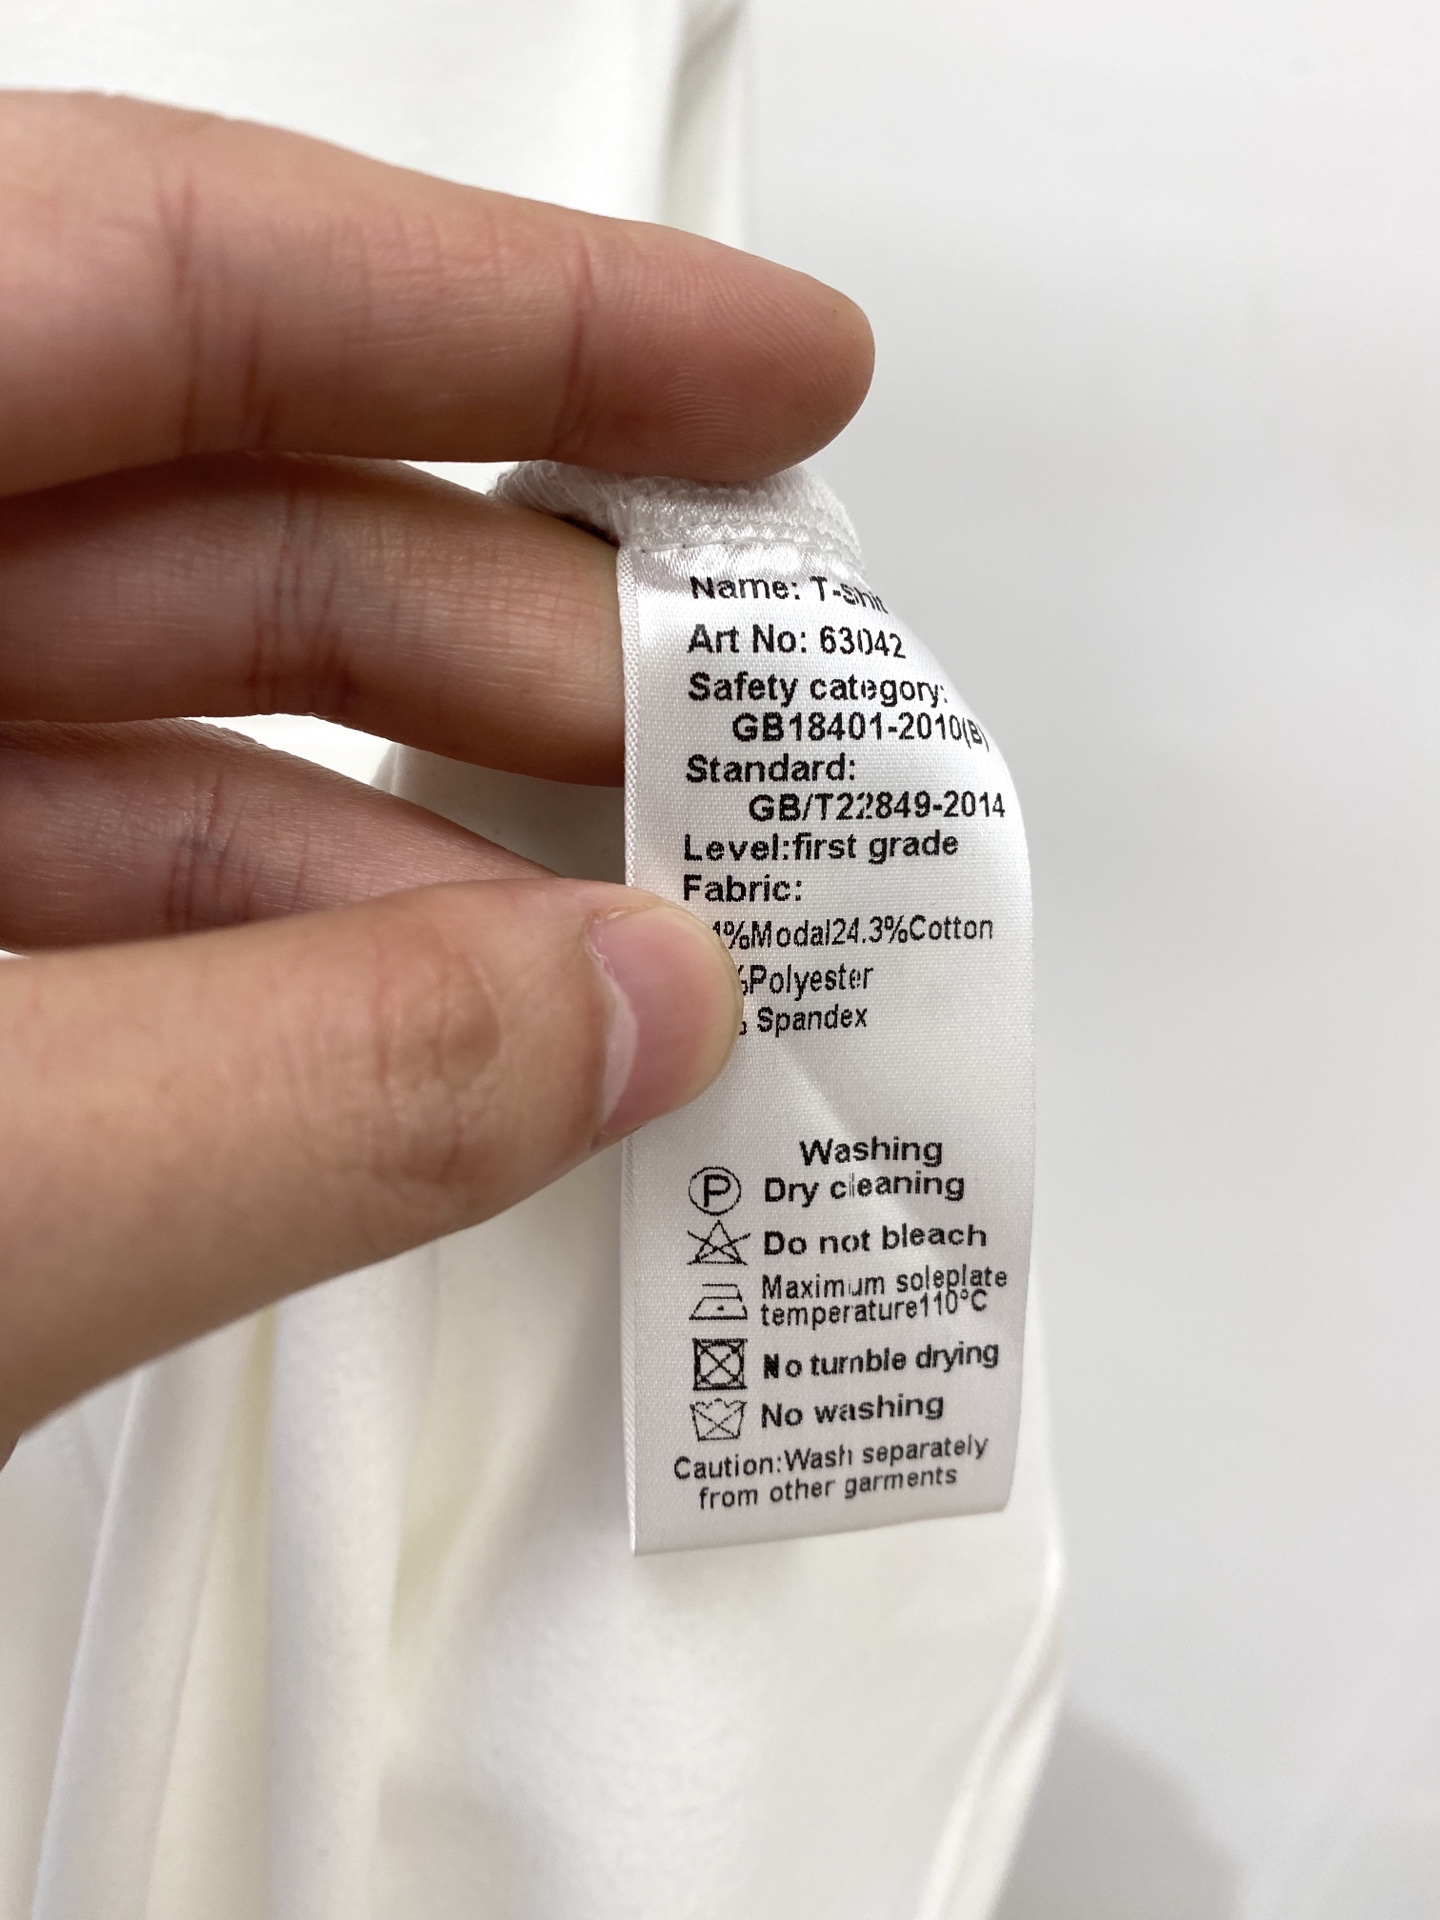 Name: T-shit
Art No: 63042
Safety category:
GB18401-2010(B)
Standard:
GB/T22849-2014
Level:first grade
Fabric:
%Modal24.3%Cotton
%Polyester
% Spandex
Washing
P Dry cleaning
Do not bleach
Maximum soleplate
temperature110°C
No turnble drying
No washing
Caution:Wash separately
from other garments